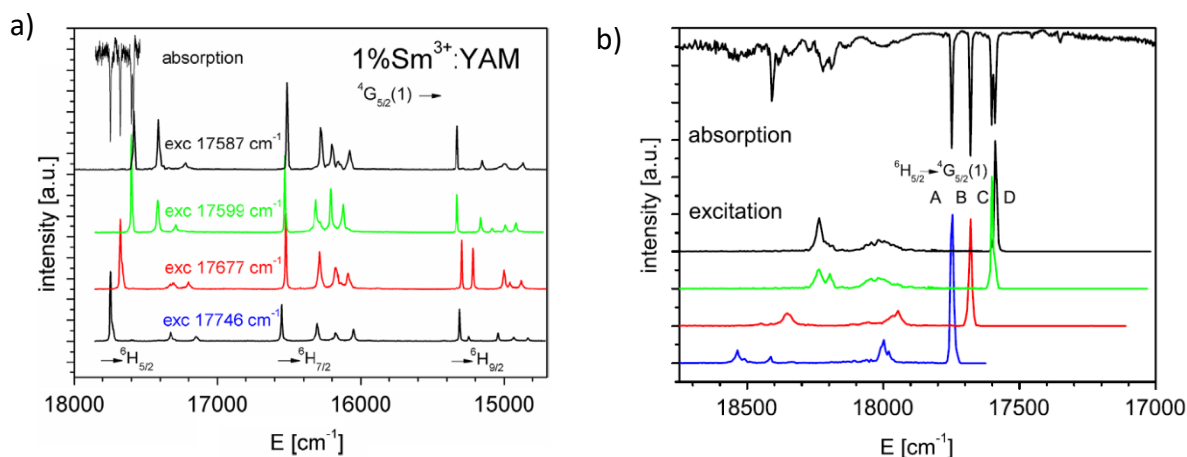 a)
absorption
1%Sm³⁺:YAM
⁴G₅/₂(1) →
exc 17587 cm⁻¹
exc 17599 cm⁻¹
exc 17677 cm⁻¹
exc 17746 cm⁻¹
→⁶H₅/₂ →⁶H₇/₂ →⁶H₉/₂
18000 17000 16000 15000
E [cm⁻¹]
intensity [a.u.]
b)
absorption
⁶H₅/₂→⁴G₅/₂(1)
A B C D
excitation
18500 18000 17500 17000
E [cm⁻¹]
intensity [a.u.]